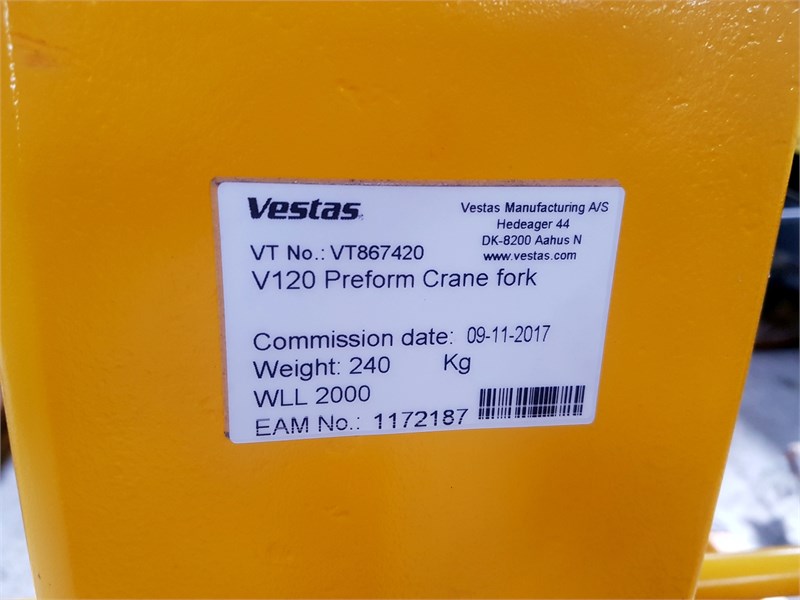 Vestas
Vestas Manufacturing A/S
Hedeager 44
DK-8200 Aahus N
www.vestas.com
VT No.: VT867420
V120 Preform Crane fork
Commission date: 09-11-2017
Weight: 240 Kg
WLL 2000
EAM No.: 1172187